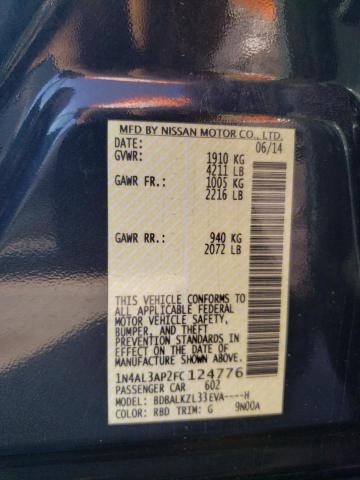 MFD BY NISSAN MOTOR CO., LTD.
DATE: 06/14
GVWR: 1910 KG
4211 LB
GAWR FR.: 1005 KG
2216 LB
GAWR RR.: 940 KG
2072 LB
THIS VEHICLE CONFORMS TO
ALL APPLICABLE FEDERAL
MOTOR VEHICLE SAFETY,
BUMPER, AND THEFT
PREVENTION STANDARDS IN
EFFECT ON THE DATE OF
MANUFACTURE SHOWN ABOVE.
1N4AL3AP2FC124776
PASSENGER CAR 602
MODEL: BDBALKZL33EVA----H
COLOR: RBD TRIM: G 9N00A